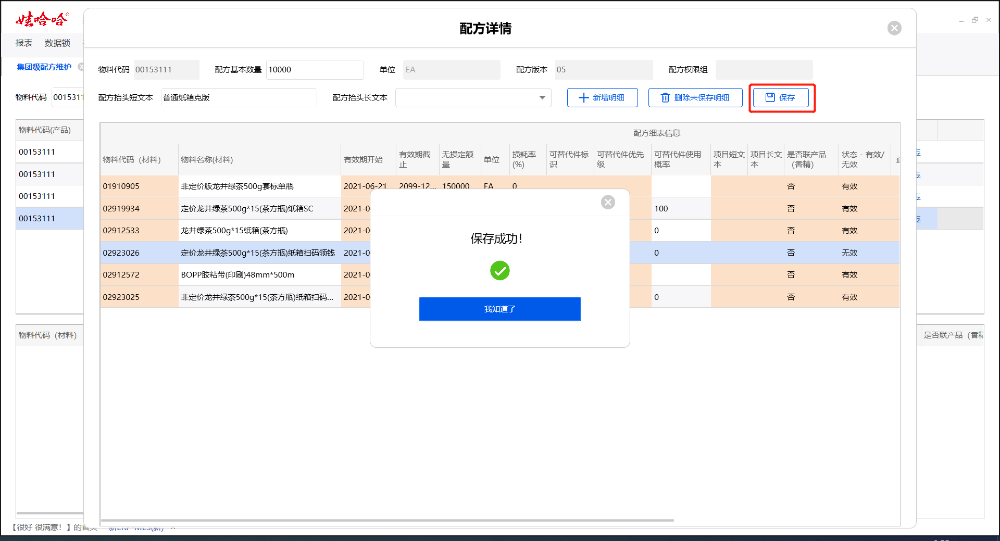 娃哈哈®
配方详情
报表 数据锁
集团级配方维护
物料代码 00153111 配方基本数量 10000 单位 EA 配方版本 05 配方权限组
物料代码 0015311
配方抬头短文本 普通纸箱克版 配方抬头长文本 新增明细 删除未保存明细 保存
物料代码(产品)
00153111
00153111
00153111
00153111
配方细表信息
物料代码（材料） 物料名称(材料) 有效期开始 有效期截止 无损定额量 单位 损耗率(%) 可替代件标识 可替代件优先级 可替代件使用概率 项目短文本 项目长文本 是否联产品（香精） 状态 - 有效/无效
01910905 非定价版龙井绿茶500g套标单瓶 2021-06-21 2099-12... 150000 EA 0 否 有效
02919934 定价龙井绿茶500g*15(茶方瓶)纸箱SC 2021-0 100 否 有效
02912533 龙井绿茶500g*15纸箱(茶方瓶) 2021-0 0 否 有效
02923026 定价龙井绿茶500g*15(茶方瓶)纸箱扫码领钱 2021-0 0 否 无效
02912572 BOPP胶粘带(印刷)48mm*500m 2021-0 否 有效
02923025 非定价龙井绿茶500g*15(茶方瓶)纸箱扫码... 2021-0 0 否 有效
保存成功！
我知道了
物料代码（材料）
是否联产品（香精
【很好 很满意！】的首页 新ERP-MES(新)